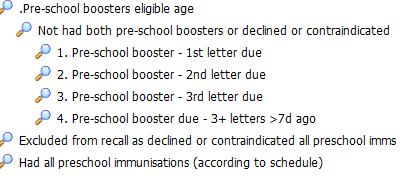 .Pre-school boosters eligible age
Not had both pre-school boosters or declined or contraindicated
1. Pre-school booster - 1st letter due
2. Pre-school booster - 2nd letter due
3. Pre-school booster - 3rd letter due
4. Pre-school booster due - 3+ letters >7d ago
Excluded from recall as declined or contraindicated all preschool imms
Had all preschool immunisations (according to schedule)